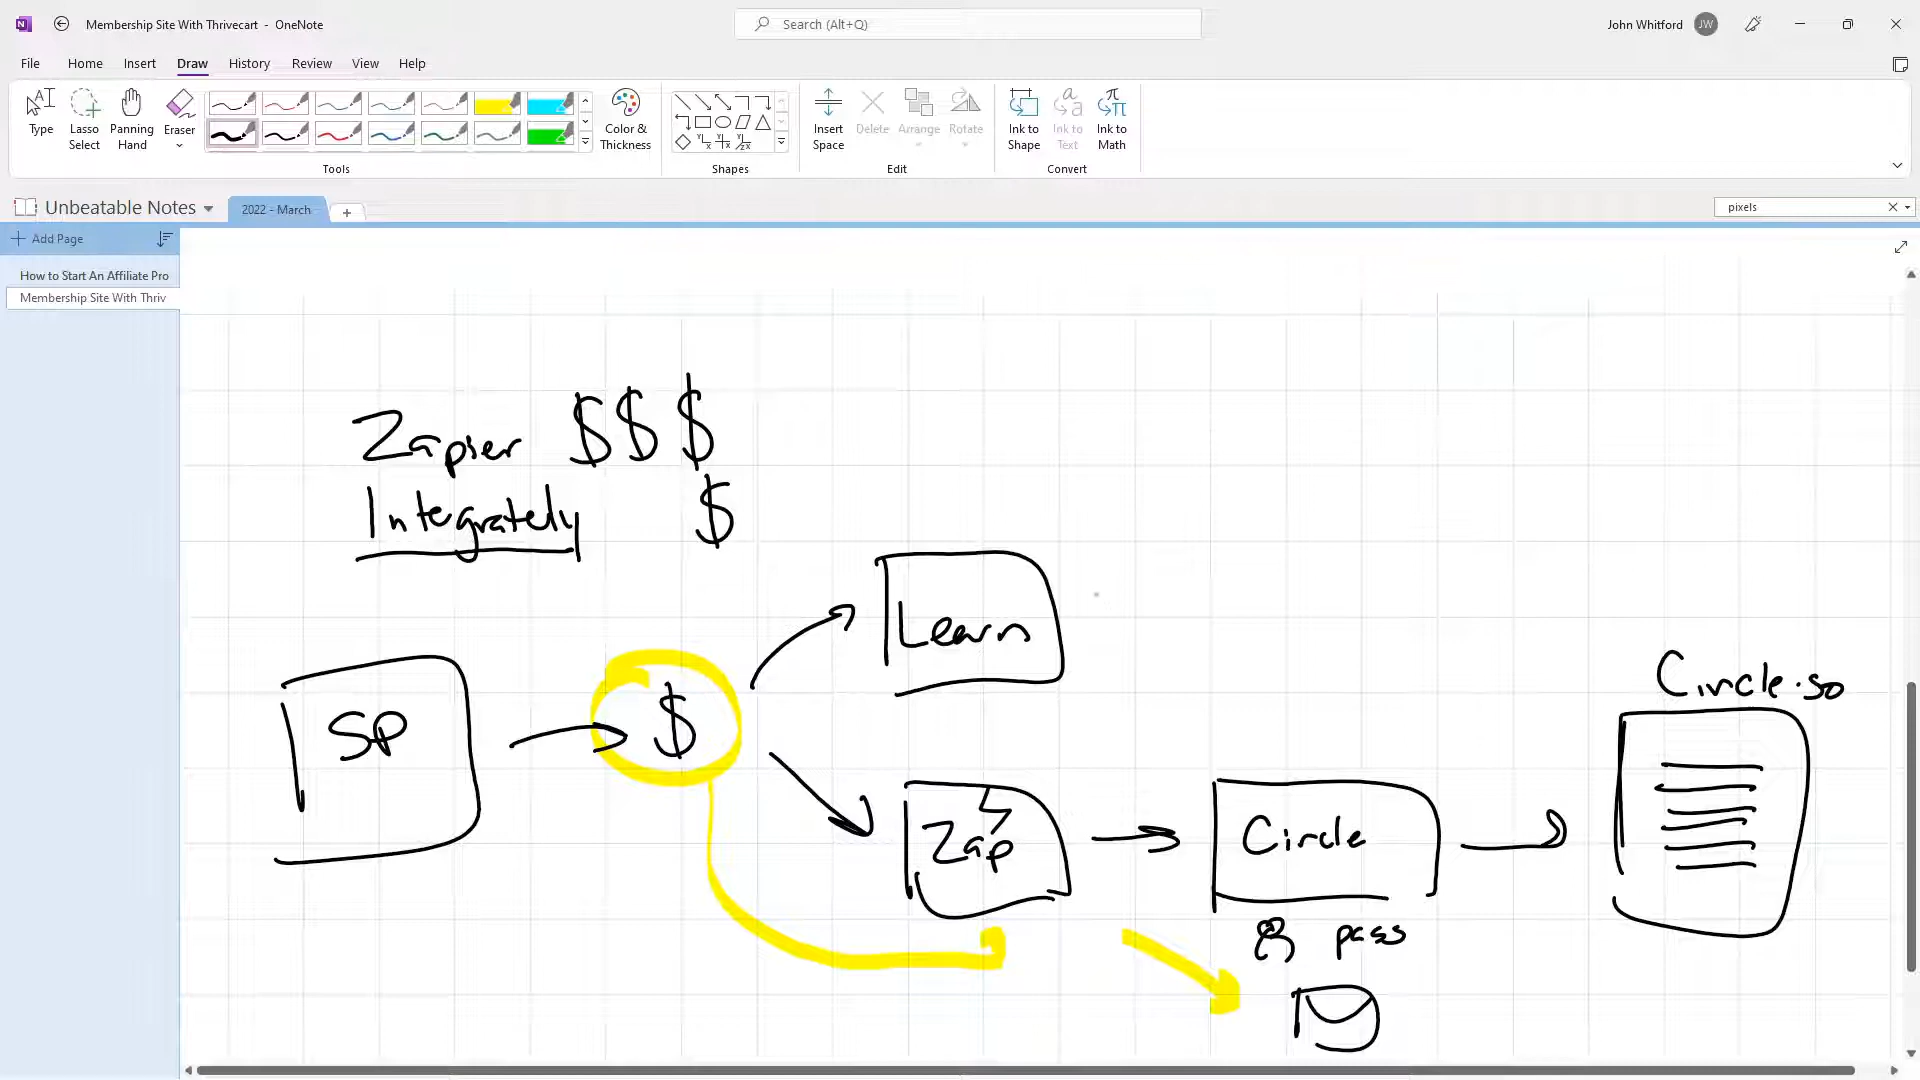 Membership Site With Thrivecart - OneNote
Search (Alt+Q)
John Whitford
JW
File Home Insert Draw History Review View Help
Type
Lasso Select
Panning Hand
Eraser
Color & Thickness
Insert Space
Delete
Arrange
Rotate
Ink to Shape
Ink to Text
Ink to Math
Tools
Shapes
Edit
Convert
Unbeatable Notes
2022 - March
pixels
Add Page
How to Start An Affiliate Pro
Membership Site With Thriv
Zapier $$$
Integrately $
Learn
SP
$
Circle.so
Zap
Circle
pass